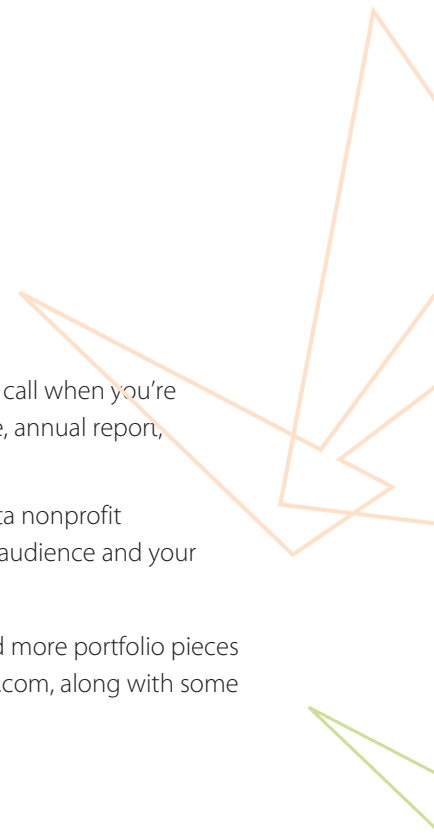 call when you’re
, annual report,
ta nonprofit
audience and your
more portfolio pieces
.com, along with some